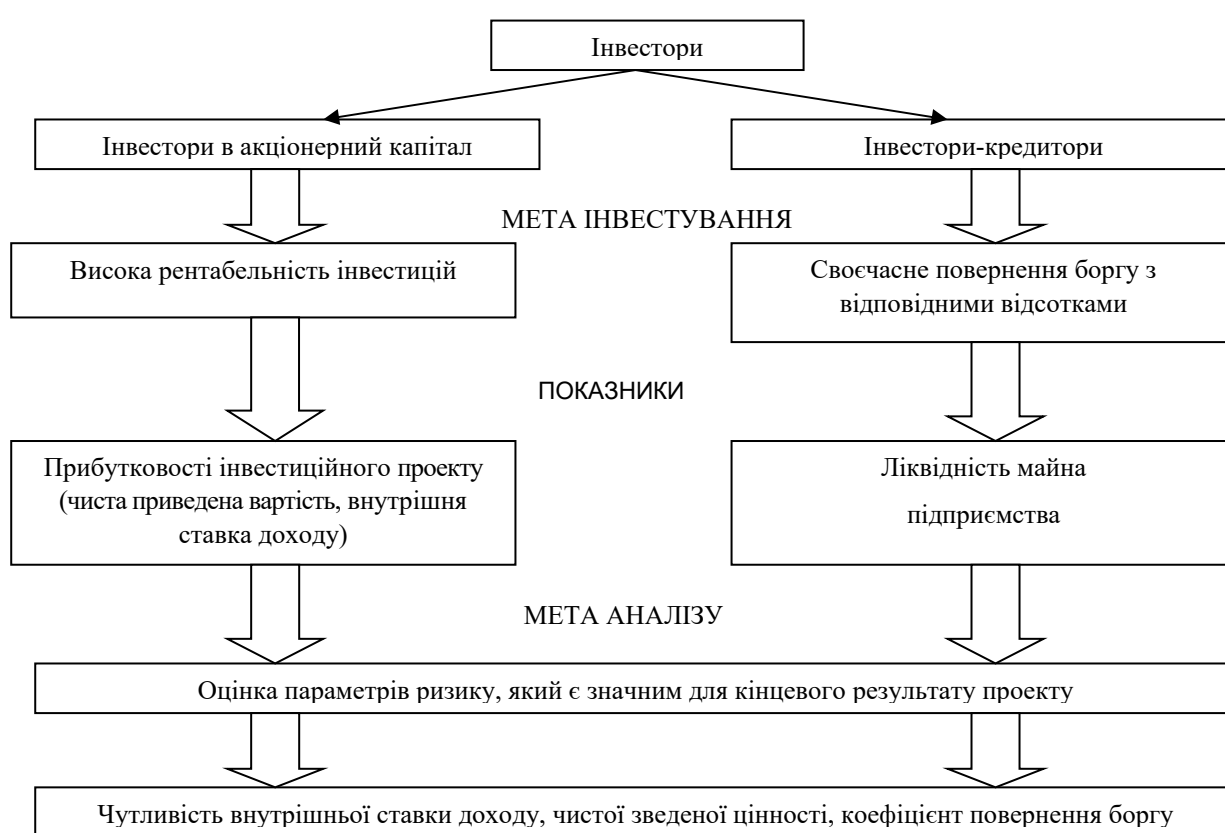 Інвестори
Інвестори в акціонерний капітал
Інвестори-кредитори
МЕТА ІНВЕСТУВАННЯ
Висока рентабельність інвестицій
Своєчасне повернення боргу з
відповідними відсотками
ПОКАЗНИКИ
Прибутковості інвестиційного проекту
(чиста приведена вартість, внутрішня
ставка доходу)
Ліквідність майна
підприємства
МЕТА АНАЛІЗУ
Оцінка параметрів ризику, який є значним для кінцевого результату проекту
Чутливість внутрішньої ставки доходу, чистої зведеної цінності, коефіцієнт повернення боргу